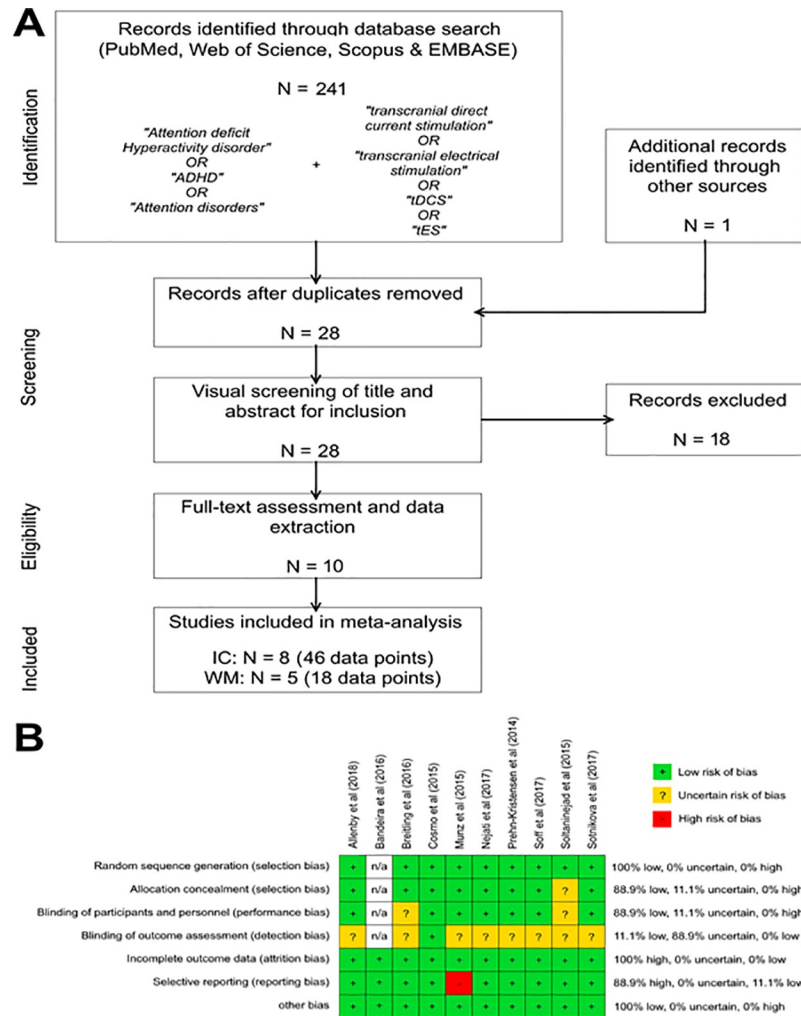 A
Records identified through database search
(PubMed, Web of Science, Scopus & EMBASE)
N = 241
"Attention deficit
Hyperactivity disorder"
OR
"ADHD"
OR
"Attention disorders"
+
"transcranial direct
current stimulation"
OR
"transcranial electrical
stimulation"
OR
"tDCS"
OR
"tES"
Identification
Additional records
identified through
other sources
N = 1
Records after duplicates removed
N = 28
Screening
Visual screening of title and
abstract for inclusion
N = 28
Records excluded
N = 18
Eligibility
Full-text assessment and data
extraction
N = 10
Included
Studies included in meta-analysis
IC: N = 8 (46 data points)
WM: N = 5 (18 data points)
B
Allenby et al (2018)
Bandeira et al (2016)
Breitling et al (2016)
Cosmo et al (2015)
Munz et al (2015)
Nejati et al (2017)
Prehn-Kristensen et al (2014)
Soff et al (2017)
Soltaninejad et al (2015)
Sotnikova et al (2017)
+ Low risk of bias
? Uncertain risk of bias
- High risk of bias
Random sequence generation (selection bias) + n/a + + + + + + + + 100% low, 0% uncertain, 0% high
Allocation concealment (selection bias) + n/a + + + + + + ? + 88.9% low, 11.1% uncertain, 0% high
Blinding of participants and personnel (performance bias) + n/a ? + + + + + ? + 88.9% low, 11.1% uncertain, 0% high
Blinding of outcome assessment (detection bias) ? n/a ? + ? ? ? ? ? ? 11.1% low, 88.9% uncertain, 0% low
Incomplete outcome data (attrition bias) + + + + + + + + + + 100% high, 0% uncertain, 0% low
Selective reporting (reporting bias) + + + + - + + + + + 88.9% high, 0% uncertain, 11.1% low
other bias + + + + + + + + + + 100% low, 0% uncertain, 0% high